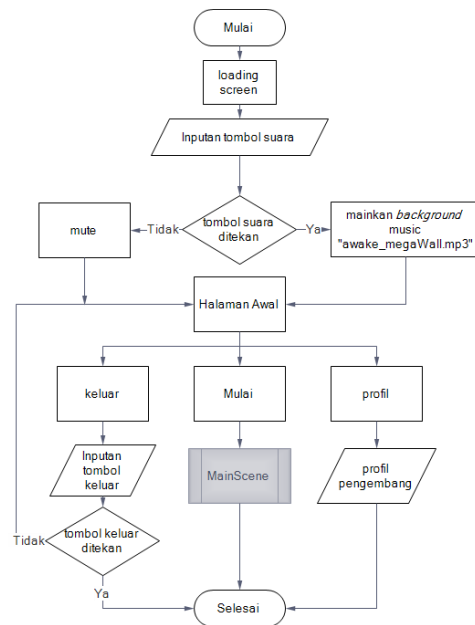 Mulai
loading
screen
Inputan tombol suara
tombol suara
ditekan
Tidak
Ya
mute
mainkan background
music
"awake_megaWall.mp3"
Halaman Awal
keluar
Mulai
profil
Inputan
tombol
keluar
MainScene
profil
pengembang
tombol keluar
ditekan
Tidak
Ya
Selesai